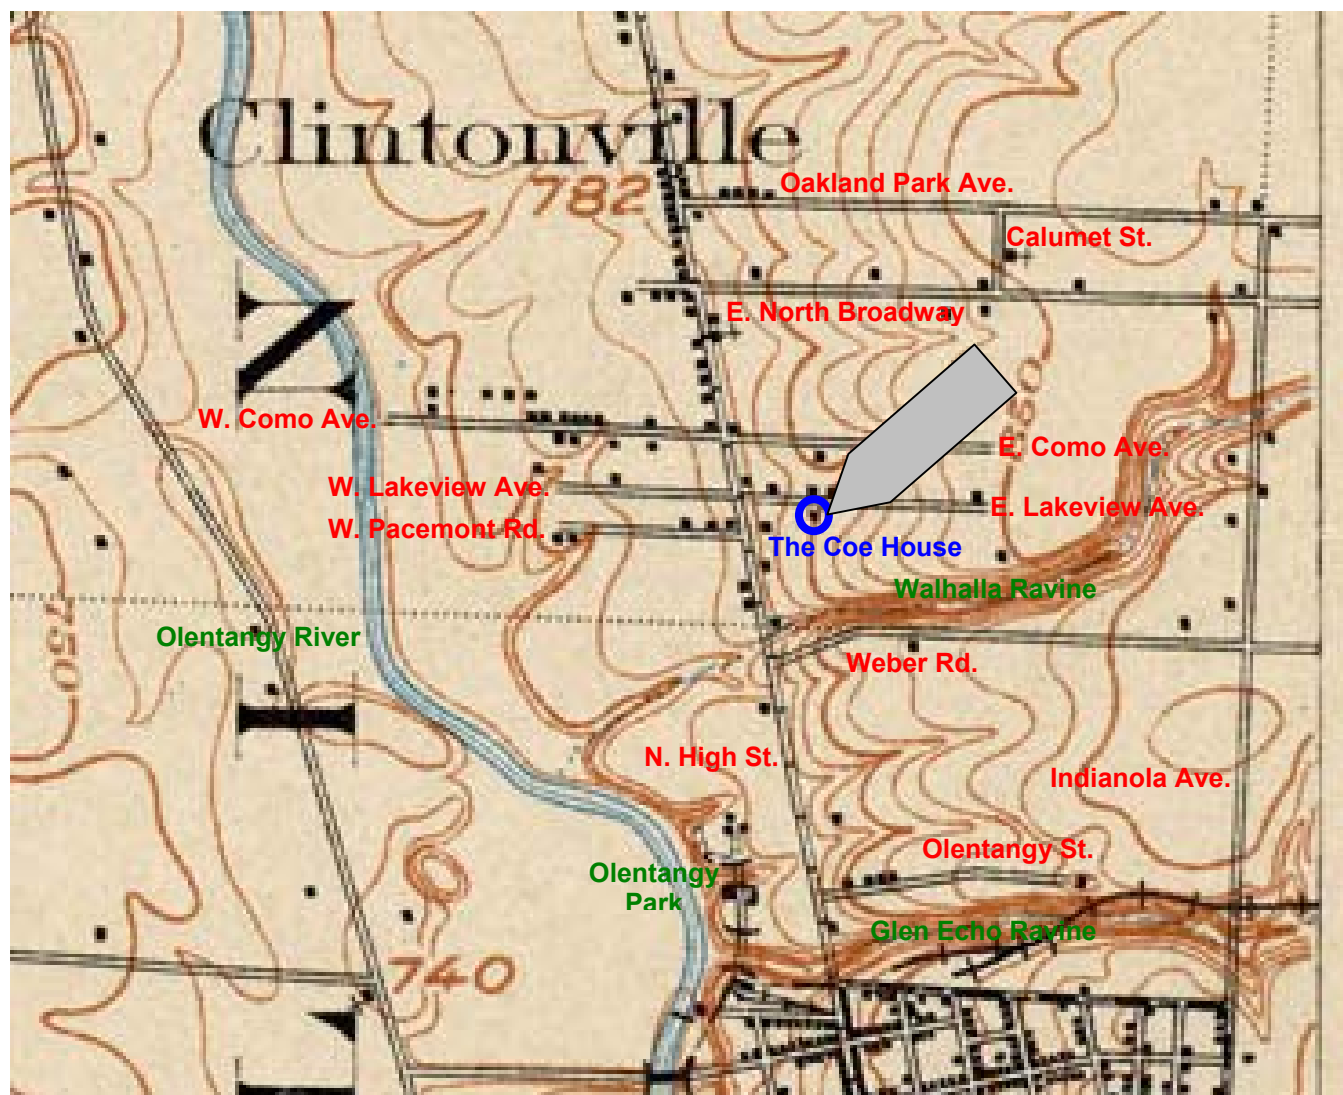 Clintonville
782
Oakland Park Ave.
Calumet St.
E. North Broadway
W. Como Ave.
E. Como Ave.
W. Lakeview Ave.
E. Lakeview Ave.
W. Pacemont Rd.
The Coe House
Walhalla Ravine
750
Olentangy River
Weber Rd.
N. High St.
Indianola Ave.
Olentangy St.
Olentangy
Park
Glen Echo Ravine
740
N
I